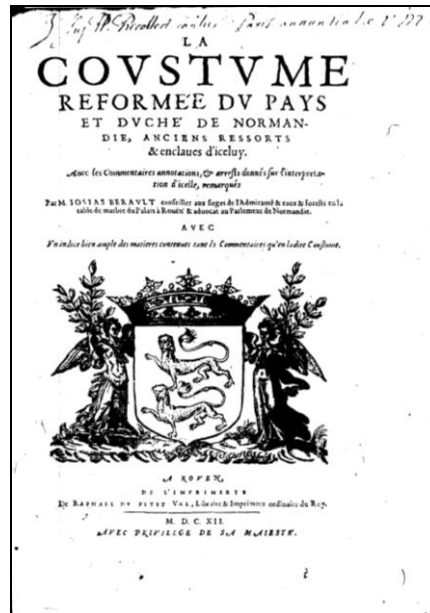 LA
COVSTVME
REFORMEE DV PAYS
ET DVCHÉ DE NORMAN-
DIE, ANCIENS RESSORTS
& enclaues d'iceluy.
Auec les Commentaires annotations, & arrests donnés sur l'interpreta-
tion d'icelle, remarqués
Par M. IOSIAS BERAVLT conseiller aux sieges de l'Admirauté & eaux & forests en la
table de marbre du Palais à Rouën & aduocat au Parlement de Normandie.
AVEC
Vn indice bien ample des matieres contenues tant és Commentaires qu'en ladite Coustume.
A ROVEN,
DE L'IMPRIMERIE
De RAPHAEL DV PETIT VAL, Libraire & Imprimeur ordinaire du Roy.
M. D. C. XII.
AVEC PRIVILEGE DE SA MAIESTE.